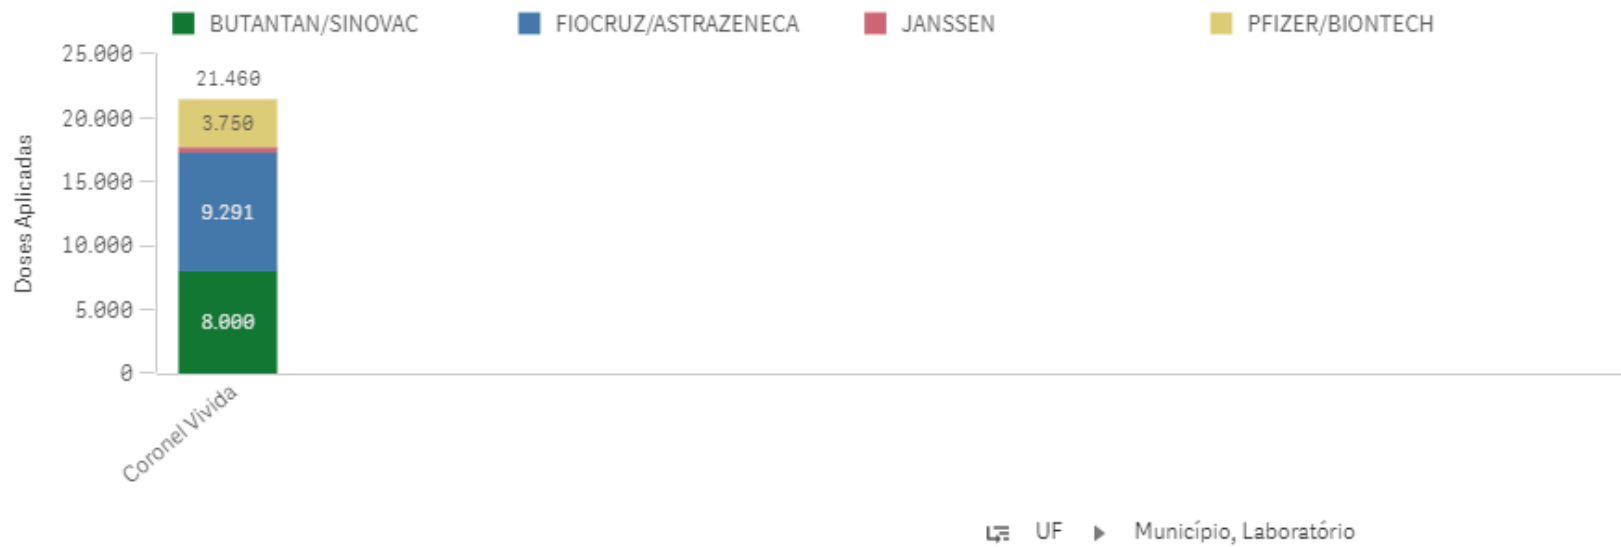 BUTANTAN/SINOVAC FIOCRUZ/ASTRAZENECA JANSSEN PFIZER/BIONTECH
Doses Aplicadas
25.000
20.000
15.000
10.000
5.000
0
21.460
3.750
9.291
8.000
Coronel Vivida
UF Município, Laboratório